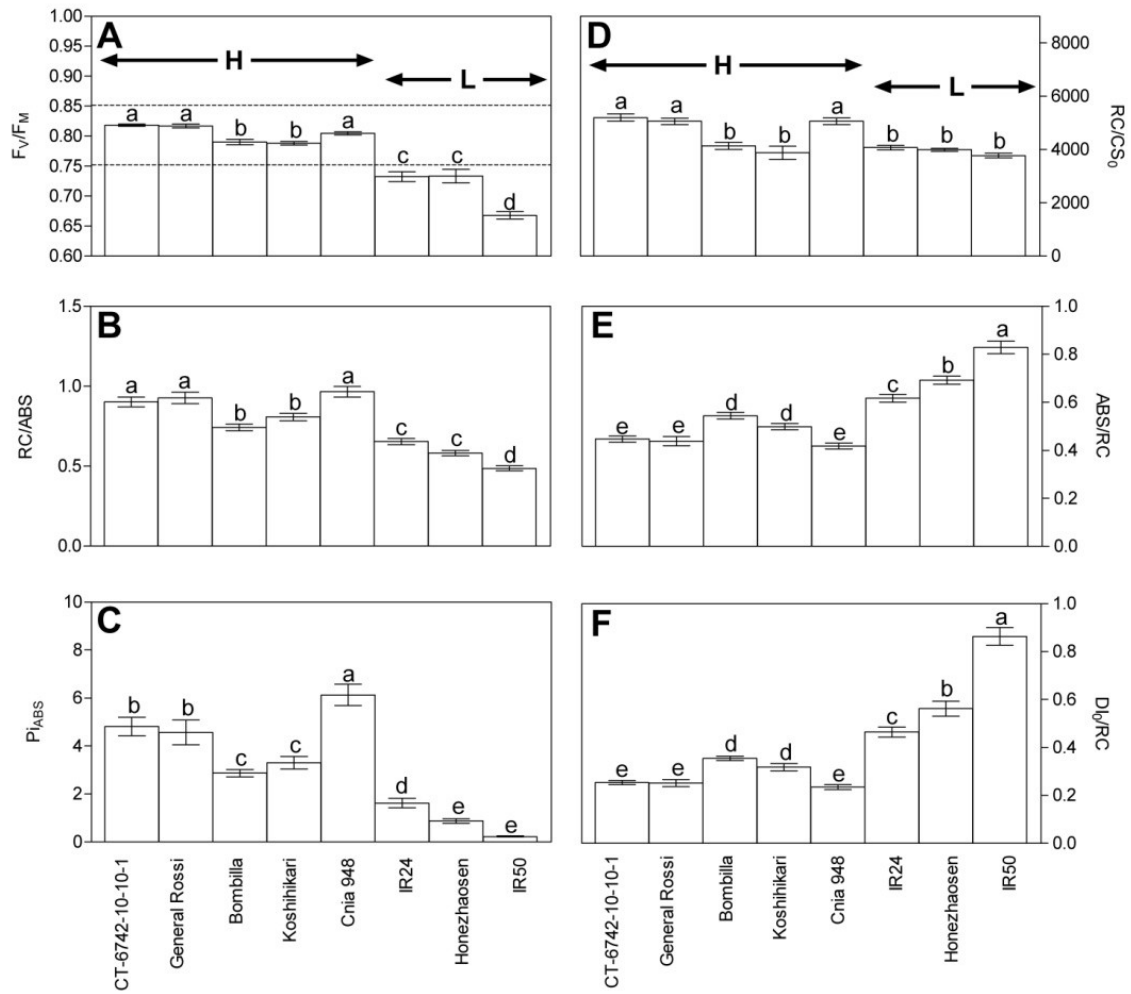 A
H
L
a a b b a c c d
1.00
0.95
0.90
0.85
0.80
0.75
0.70
0.65
0.60
FV/FM
D
H
L
a a b b a b b b
8000
6000
4000
2000
0
RC/CS0
B
a a b b a c c d
1.5
1.0
0.5
0.0
RC/ABS
E
e e d d e c b a
1.0
0.8
0.6
0.4
0.2
0.0
ABS/RC
C
b b c c a d e e
10
8
6
4
2
0
PiABS
F
e e d d e c b a
1.0
0.8
0.6
0.4
0.2
0.0
DI0/RC
CT-6742-10-10-1
General Rossi
Bombilla
Koshihikari
Cnia 948
IR24
Honezhaosen
IR50
CT-6742-10-10-1
General Rossi
Bombilla
Koshihikari
Cnia 948
IR24
Honezhaosen
IR50